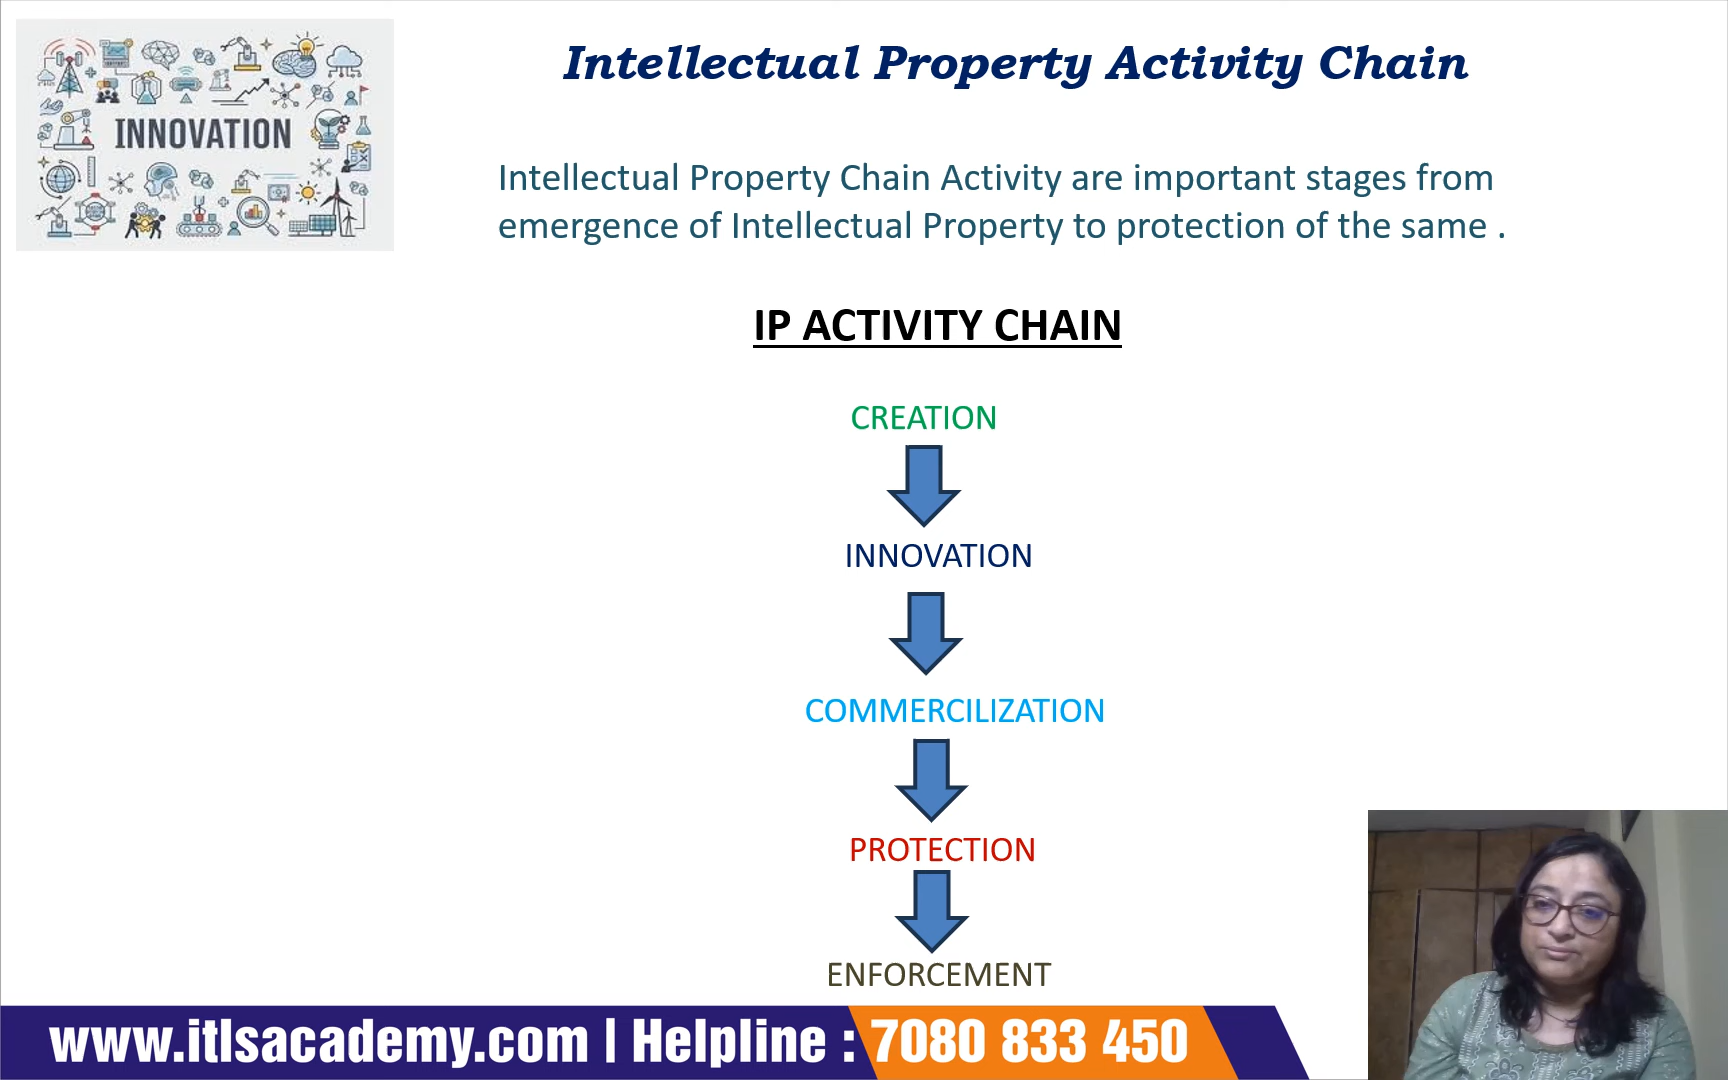 INNOVATION
Intellectual Property Activity Chain
Intellectual Property Chain Activity are important stages from
emergence of Intellectual Property to protection of the same .
IP ACTIVITY CHAIN
CREATION
INNOVATION
COMMERCILIZATION
PROTECTION
ENFORCEMENT
www.itlsacademy.com | Helpline : 7080 833 450